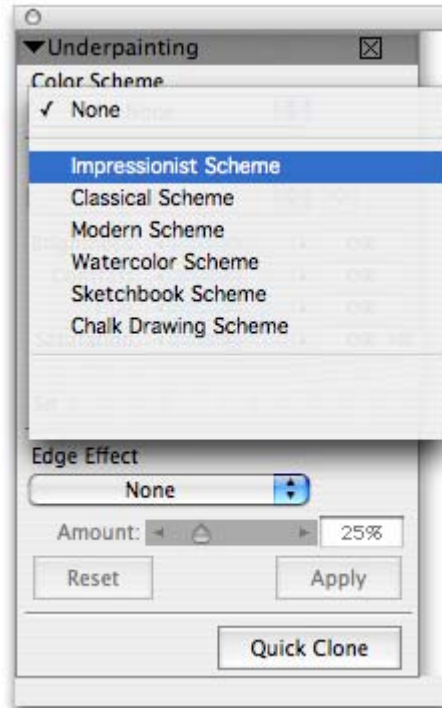 Underpainting
Color Scheme
✓ None
Impressionist Scheme
Classical Scheme
Modern Scheme
Watercolor Scheme
Sketchbook Scheme
Chalk Drawing Scheme
Edge Effect
None
Amount: 25%
Reset Apply
Quick Clone